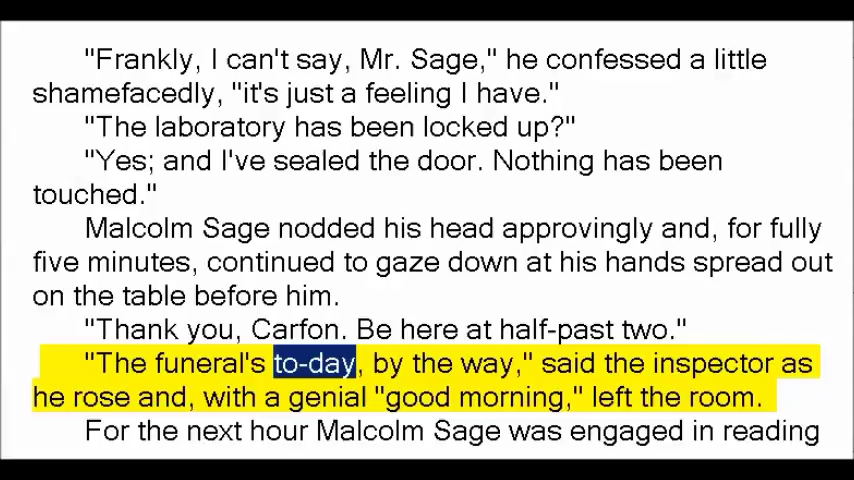 "Frankly, I can't say, Mr. Sage," he confessed a little
shamefacedly, "it's just a feeling I have."
"The laboratory has been locked up?"
"Yes; and I've sealed the door. Nothing has been
touched."
Malcolm Sage nodded his head approvingly and, for fully
five minutes, continued to gaze down at his hands spread out
on the table before him.
"Thank you, Carfon. Be here at half-past two."
"The funeral's to-day, by the way," said the inspector as
he rose and, with a genial "good morning," left the room.
For the next hour Malcolm Sage was engaged in reading